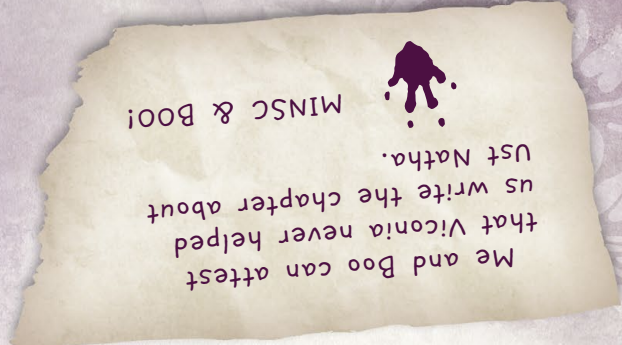 Me and Boo can attest
that Viconia never helped
us write the chapter about
Ust Natha.
MINSC & BOO!